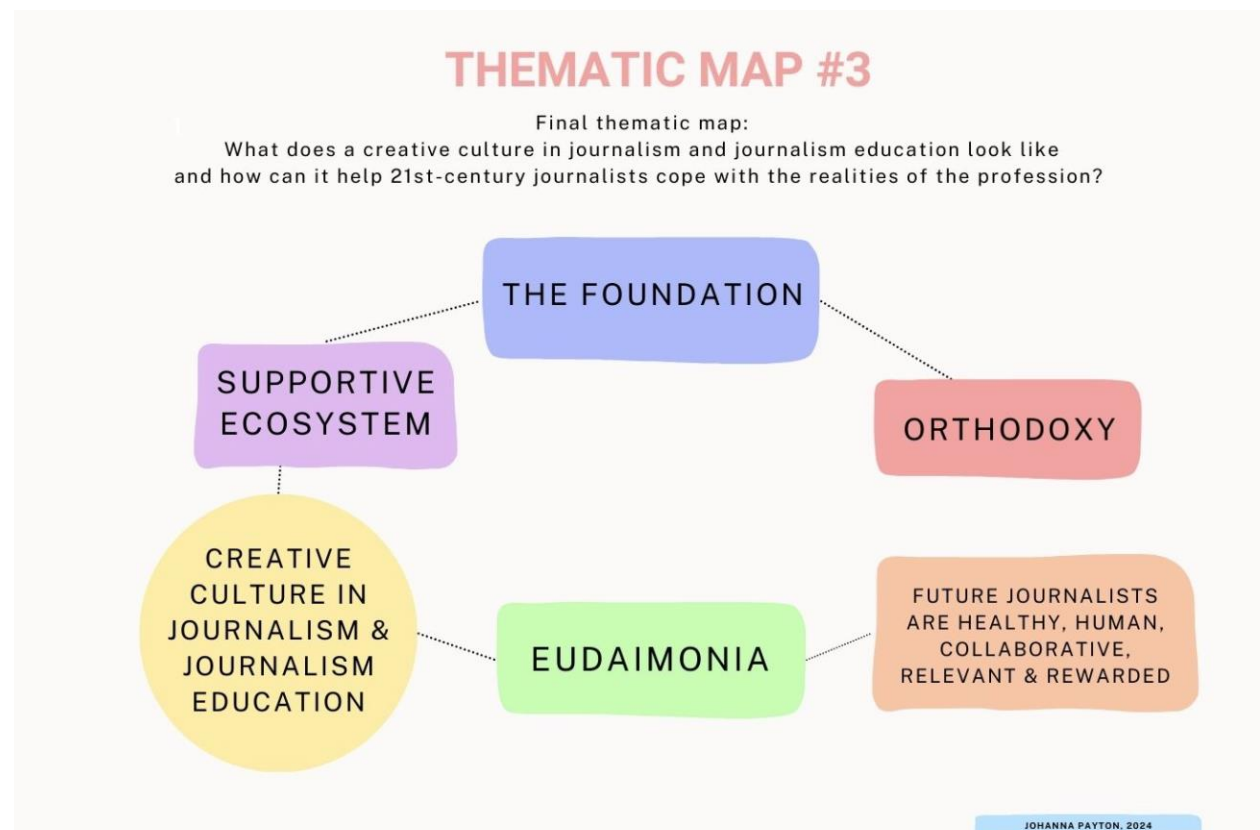 THEMATIC MAP #3
Final thematic map:
What does a creative culture in journalism and journalism education look like
and how can it help 21st-century journalists cope with the realities of the profession?
THE FOUNDATION
SUPPORTIVE
ECOSYSTEM
ORTHODOXY
CREATIVE
CULTURE IN
JOURNALISM &
JOURNALISM
EDUCATION
EUDAIMONIA
FUTURE JOURNALISTS
ARE HEALTHY, HUMAN,
COLLABORATIVE,
RELEVANT & REWARDED
JOHANNA PAYTON, 2024